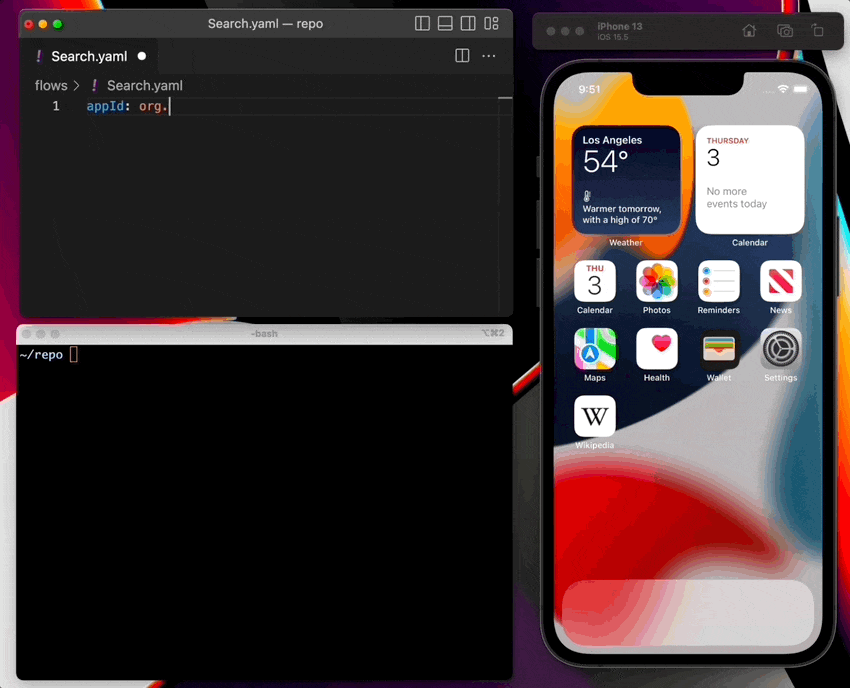 Search.yaml — repo
! Search.yaml
flows > ! Search.yaml
1 appId: org.
-bash ⌥⌘2
~/repo
iPhone 13
iOS 15.5
9:51
Los Angeles
54°
Warmer tomorrow,
with a high of 70°
Weather
THURSDAY
3
No more
events today
Calendar
THU
3
Calendar
Photos
Reminders
News
Maps
Health
Wallet
Settings
W
Wikipedia